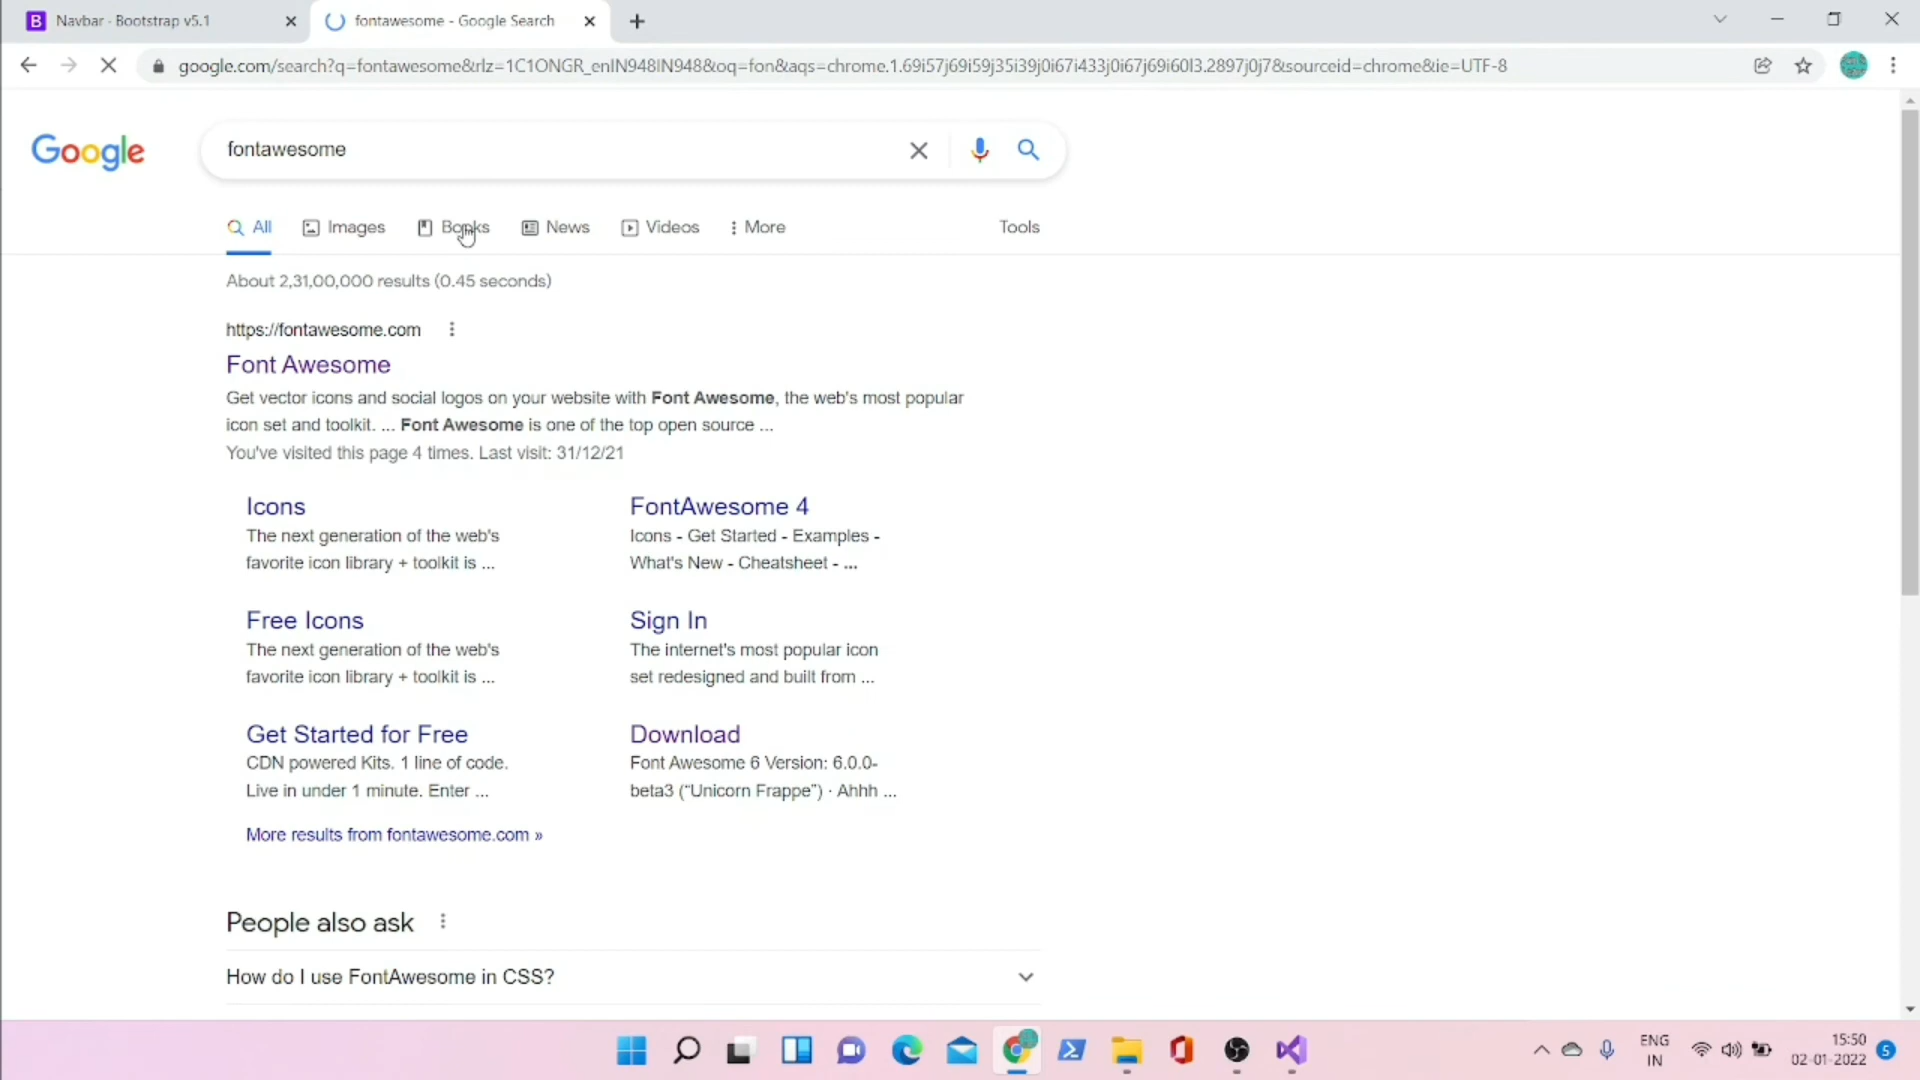 Navbar · Bootstrap v5.1
fontawesome - Google Search
google.com/search?q=fontawesome&rlz=1C1ONGR_enIN948IN948&oq=fon&aqs=chrome.1.69i57j69i59j35i39j0i67i433j0i67j69i60l3.2897j0j7&sourceid=chrome&ie=UTF-8
Google
fontawesome
All Images Books News Videos More Tools
About 2,31,00,000 results (0.45 seconds)
https://fontawesome.com
Font Awesome
Get vector icons and social logos on your website with Font Awesome, the web's most popular
icon set and toolkit. ... Font Awesome is one of the top open source ...
You've visited this page 4 times. Last visit: 31/12/21
Icons
The next generation of the web's
favorite icon library + toolkit is ...
FontAwesome 4
Icons - Get Started - Examples -
What's New - Cheatsheet - ...
Free Icons
The next generation of the web's
favorite icon library + toolkit is ...
Sign In
The internet's most popular icon
set redesigned and built from ...
Get Started for Free
CDN powered Kits. 1 line of code.
Live in under 1 minute. Enter ...
Download
Font Awesome 6 Version: 6.0.0-
beta3 (“Unicorn Frappe”) · Ahhh ...
More results from fontawesome.com »
People also ask
How do I use FontAwesome in CSS?
ENG
IN
15:50
02-01-2022
5